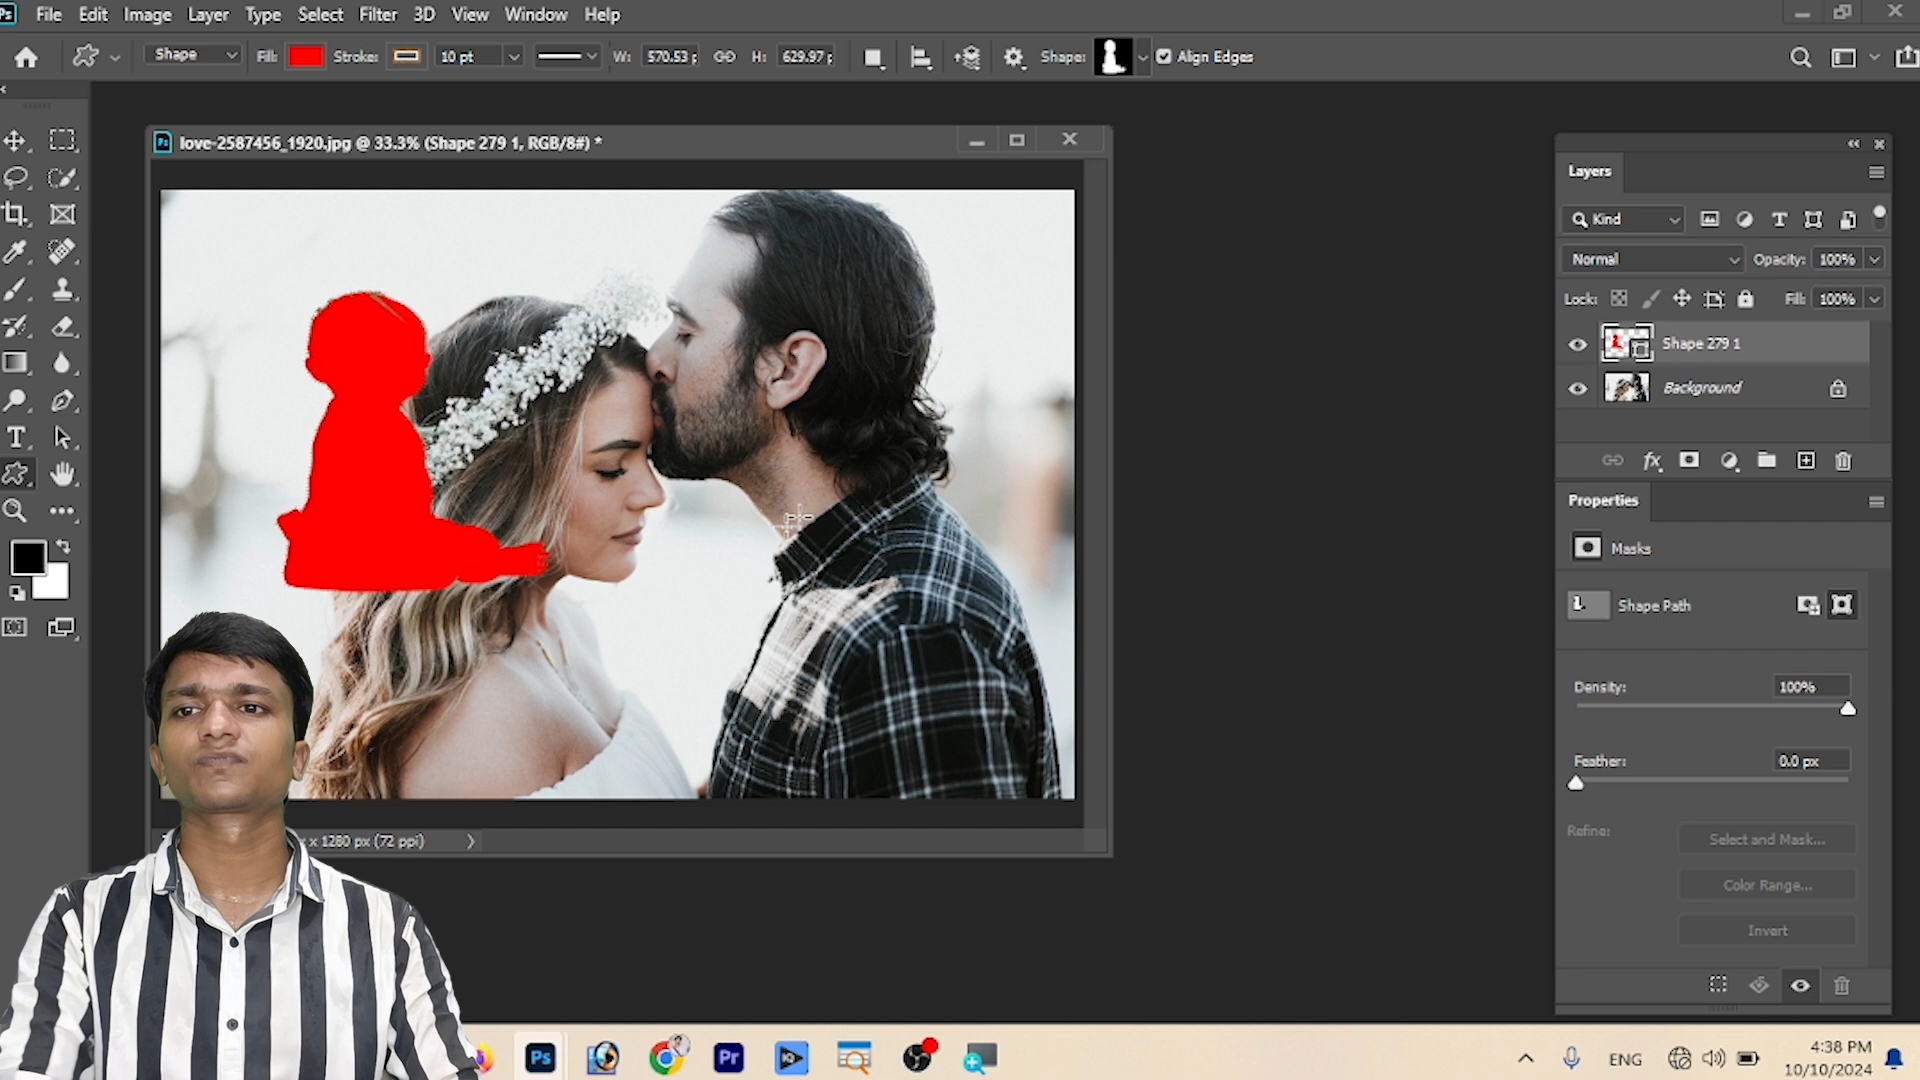 File Edit Image Layer Type Select Filter 3D View Window Help
Shape Fill: Stroke: 10 pt W: 570.53 p H: 629.97 p Shape: Align Edges
love-2587456_1920.jpg @ 33.3% (Shape 279 1, RGB/8#) *
Layers
Kind
Normal Opacity: 100%
Lock: Fill: 100%
Shape 279 1
Background
Properties
Masks
Shape Path
Density: 100%
Feather: 0.0 px
Refine: Select and Mask...
Color Range...
Invert
x 1280 px (72 ppi)
Ps Pr
ENG
4:38 PM
10/10/2024